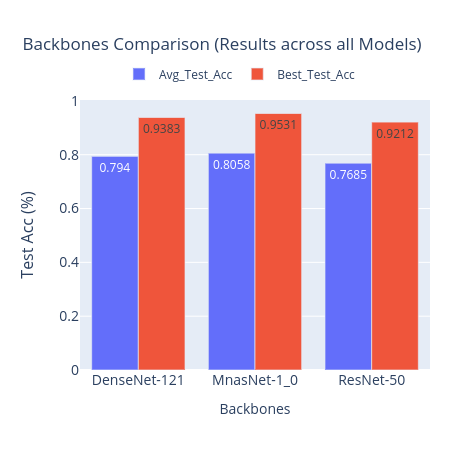 Backbones Comparison (Results across all Models)
Avg_Test_Acc Best_Test_Acc
Test Acc (%)
1
0.8
0.6
0.4
0.2
0
0.794 0.9383 0.8058 0.9531 0.7685 0.9212
DenseNet-121 MnasNet-1_0 ResNet-50
Backbones